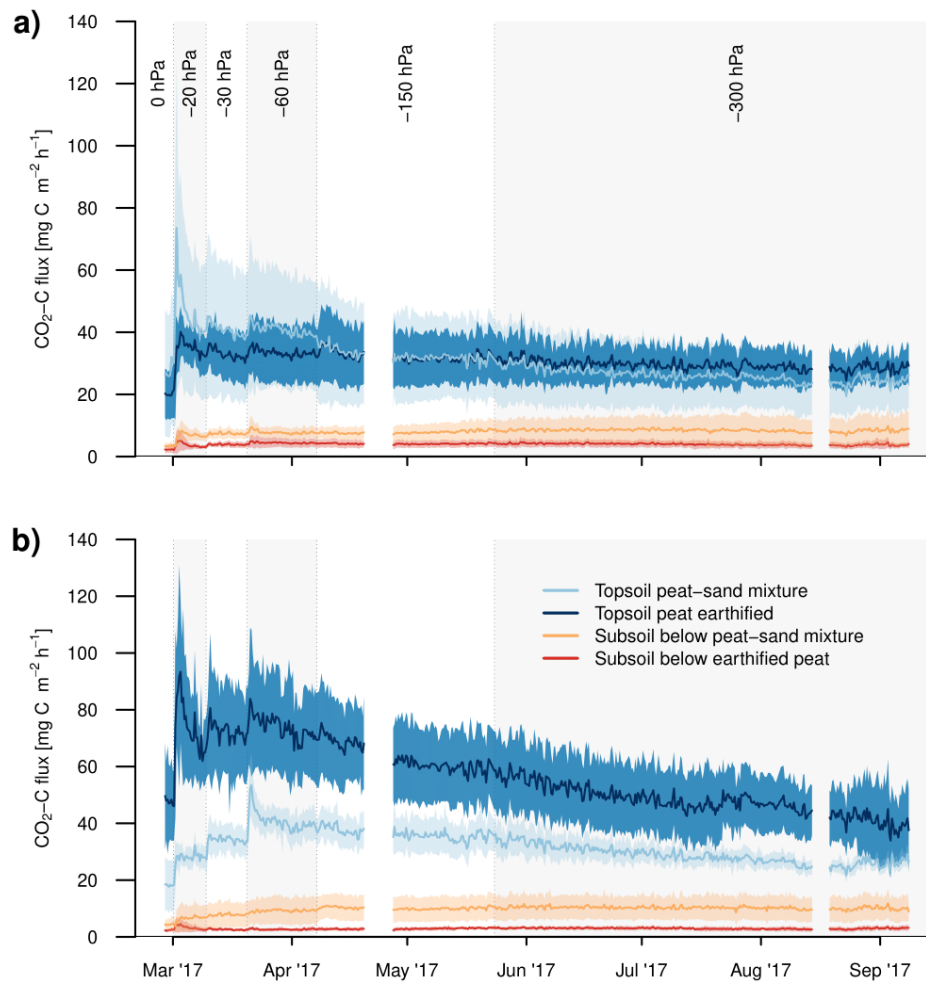 a)
140
120
100
80
60
40
20
0
CO₂−C flux [mg C m⁻² h⁻¹]
0 hPa
−20 hPa
−30 hPa
−60 hPa
−150 hPa
−300 hPa
b)
140
120
100
80
60
40
20
0
CO₂−C flux [mg C m⁻² h⁻¹]
Topsoil peat−sand mixture
Topsoil peat earthified
Subsoil below peat−sand mixture
Subsoil below earthified peat
Mar '17 Apr '17 May '17 Jun '17 Jul '17 Aug '17 Sep '17